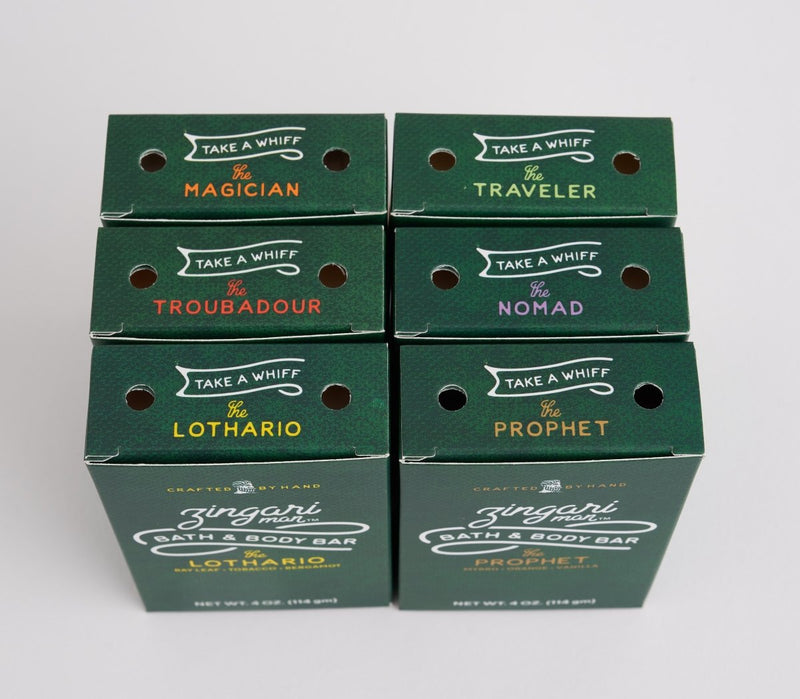 TAKE A WHIFF
the
MAGICIAN
TAKE A WHIFF
the
TRAVELER
TAKE A WHIFF
the
TROUBADOUR
TAKE A WHIFF
the
NOMAD
TAKE A WHIFF
the
LOTHARIO
TAKE A WHIFF
the
PROPHET
CRAFTED BY HAND
zingari
man™
BATH & BODY BAR
the
LOTHARIO
BAY LEAF - TOBACCO - BERGAMOT
NET WT. 4 OZ. (114 gm)
CRAFTED BY HAND
zingari
man™
BATH & BODY BAR
the
PROPHET
MYRRH - ORANGE - VANILLA
NET WT. 4 OZ. (114 gm)